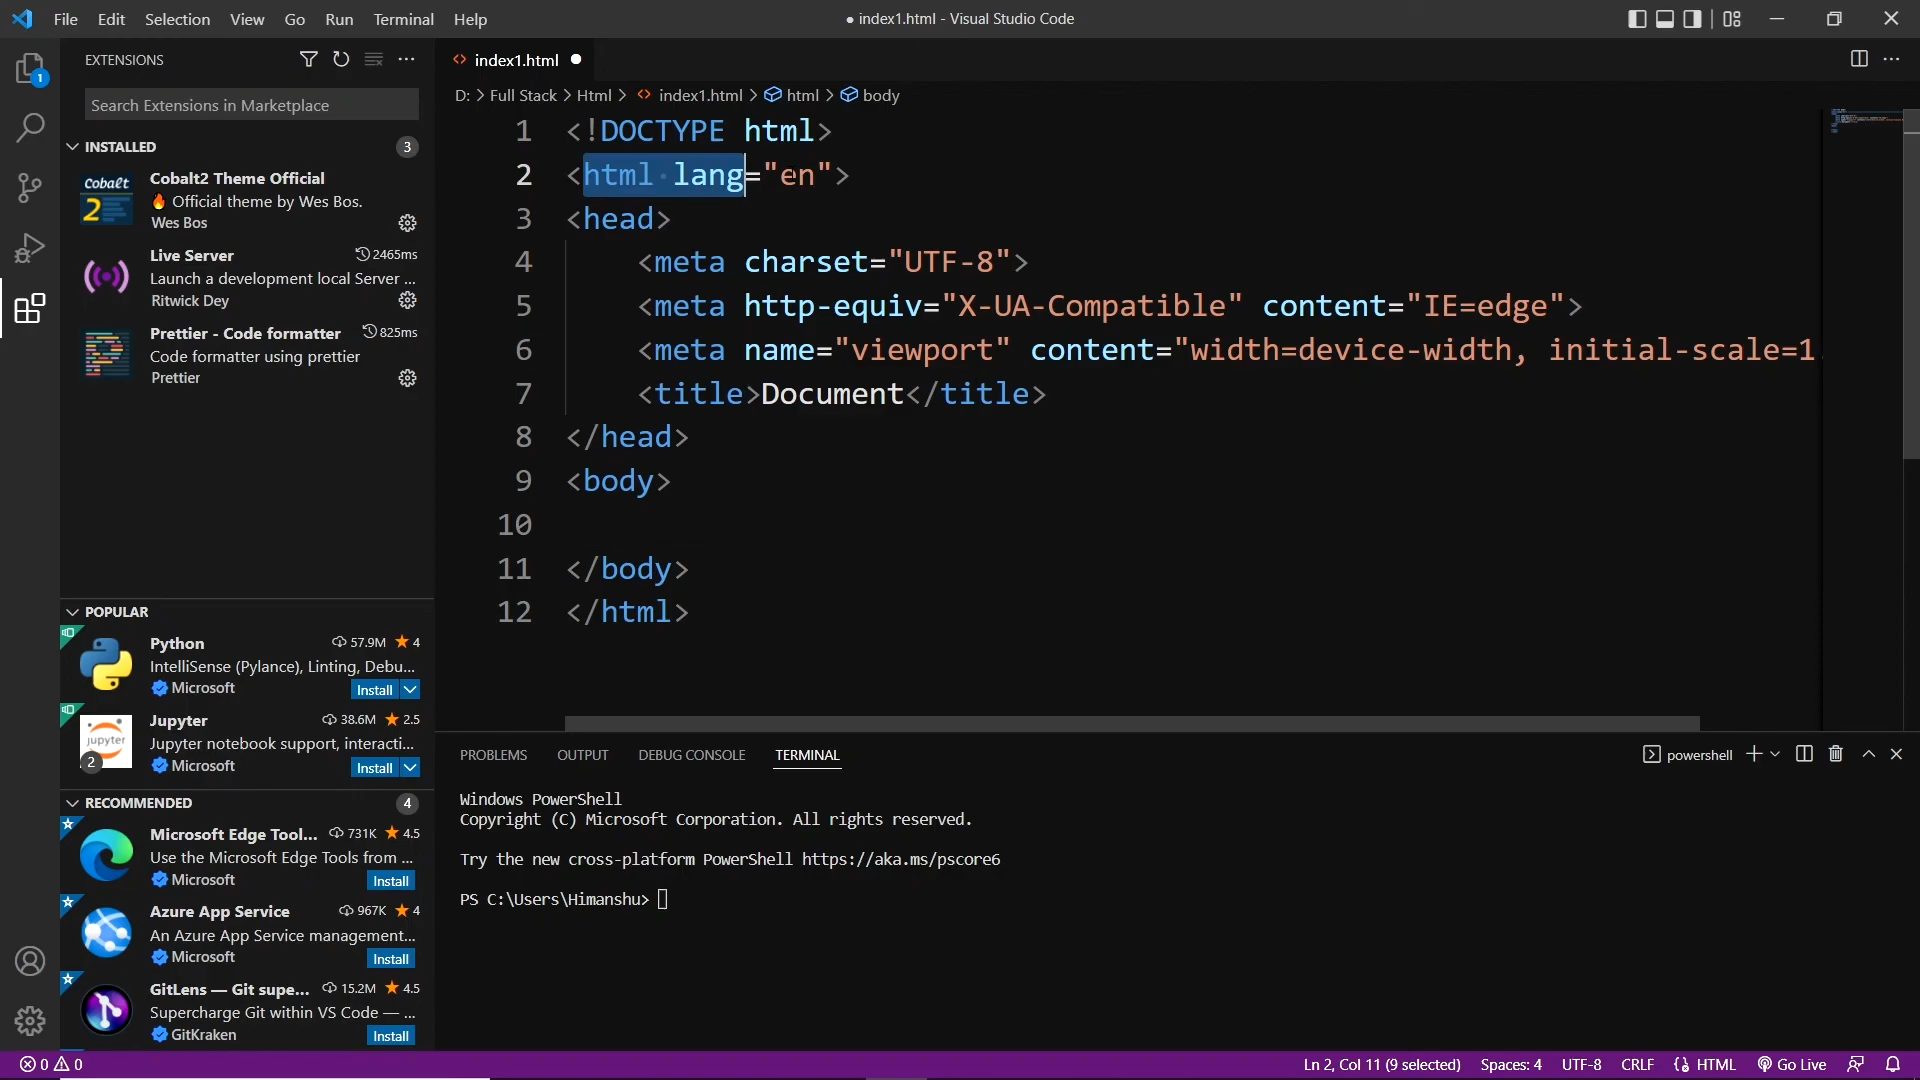 File Edit Selection View Go Run Terminal Help
● index1.html - Visual Studio Code
EXTENSIONS
1
Search Extensions in Marketplace
INSTALLED 3
Cobalt2
Cobalt2 Theme Official
🔥 Official theme by Wes Bos.
Wes Bos
Live Server 2465ms
Launch a development local Server ...
Ritwick Dey
Prettier - Code formatter 825ms
Code formatter using prettier
Prettier
POPULAR
Python 57.9M ★ 4
IntelliSense (Pylance), Linting, Debu...
Microsoft Install
Jupyter 38.6M ★ 2.5
jupyter
2
Jupyter notebook support, interacti...
Microsoft Install
RECOMMENDED 4
Microsoft Edge Tool... 731K ★ 4.5
Use the Microsoft Edge Tools from ...
Microsoft Install
Azure App Service 967K ★ 4
An Azure App Service management...
Microsoft Install
GitLens — Git supe... 15.2M ★ 4.5
Supercharge Git within VS Code — ...
GitKraken Install
<> index1.html ●
D: > Full Stack > Html > <> index1.html > html > body
1 <!DOCTYPE html>
2 <html lang="en">
3 <head>
4 <meta charset="UTF-8">
5 <meta http-equiv="X-UA-Compatible" content="IE=edge">
6 <meta name="viewport" content="width=device-width, initial-scale=1.
7 <title>Document</title>
8 </head>
9 <body>
10
11 </body>
12 </html>
PROBLEMS OUTPUT DEBUG CONSOLE TERMINAL
powershell
Windows PowerShell
Copyright (C) Microsoft Corporation. All rights reserved.
Try the new cross-platform PowerShell https://aka.ms/pscore6
PS C:\Users\Himanshu>
0 0
Ln 2, Col 11 (9 selected) Spaces: 4 UTF-8 CRLF {} HTML Go Live